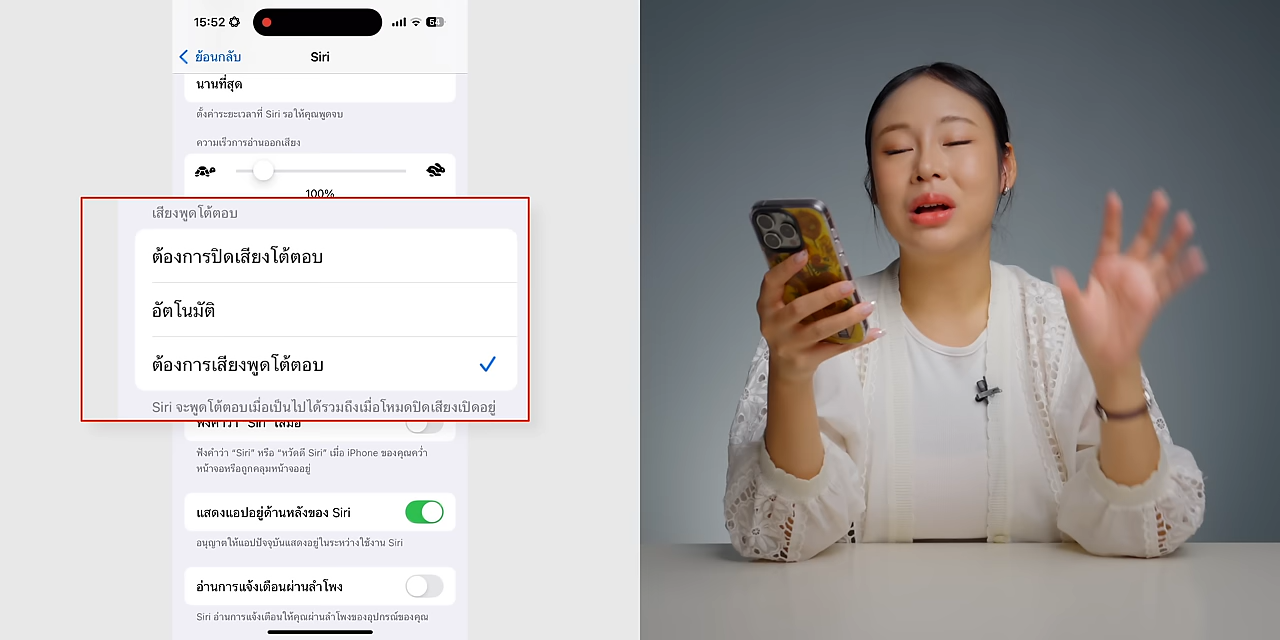 15:52
54
ย้อนกลับ
Siri
นานที่สุด
ตั้งค่าระยะเวลาที่ Siri รอให้คุณพูดจบ
ความเร็วการอ่านออกเสียง
100%
เสียงพูดโต้ตอบ
ต้องการปิดเสียงโต้ตอบ
อัตโนมัติ
ต้องการเสียงพูดโต้ตอบ
Siri จะพูดโต้ตอบเมื่อเป็นไปได้รวมถึงเมื่อโหมดปิดเสียงเปิดอยู่
ฟังคำว่า "Siri" เสมอ
ฟังคำว่า “Siri” หรือ “หวัดดี Siri” เมื่อ iPhone ของคุณคว่ำ
หน้าจอหรือถูกคลุมหน้าจออยู่
แสดงแอปอยู่ด้านหลังของ Siri
อนุญาตให้แอปปัจจุบันแสดงอยู่ในระหว่างใช้งาน Siri
อ่านการแจ้งเตือนผ่านลำโพง
Siri อ่านการแจ้งเตือนให้คุณผ่านลำโพงของอุปกรณ์ของคุณ